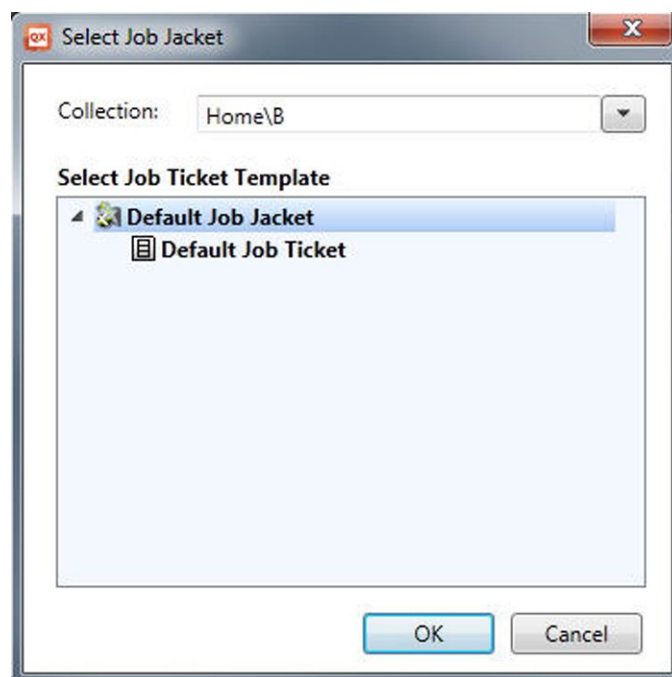 QX Select Job Jacket
Collection: Home\B
Select Job Ticket Template
Default Job Jacket
Default Job Ticket
OK Cancel